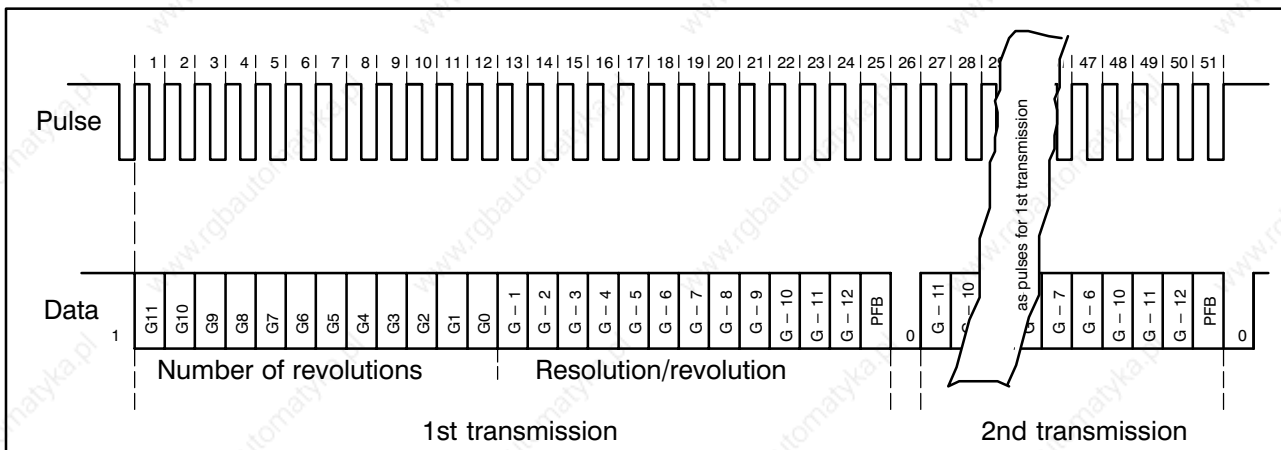 1 2 3 4 5 6 7 8 9 10 11 12 13 14 15 16 17 18 19 20 21 22 23 24 25 26 27 28 29 47 48 49 50 51
Pulse
as pulses for 1st transmission
Data
1 G11 G10 G9 G8 G7 G6 G5 G4 G3 G2 G1 G0 G – 1 G – 2 G – 3 G – 4 G – 5 G – 6 G – 7 G – 8 G – 9 G – 10 G – 11 G – 12 PFB 0 G – 11 – 10 G – 7 G – 6 G – 10 G – 11 G – 12 PFB 0
Number of revolutions Resolution/revolution
1st transmission 2nd transmission
www.rgbautomatyka.pl